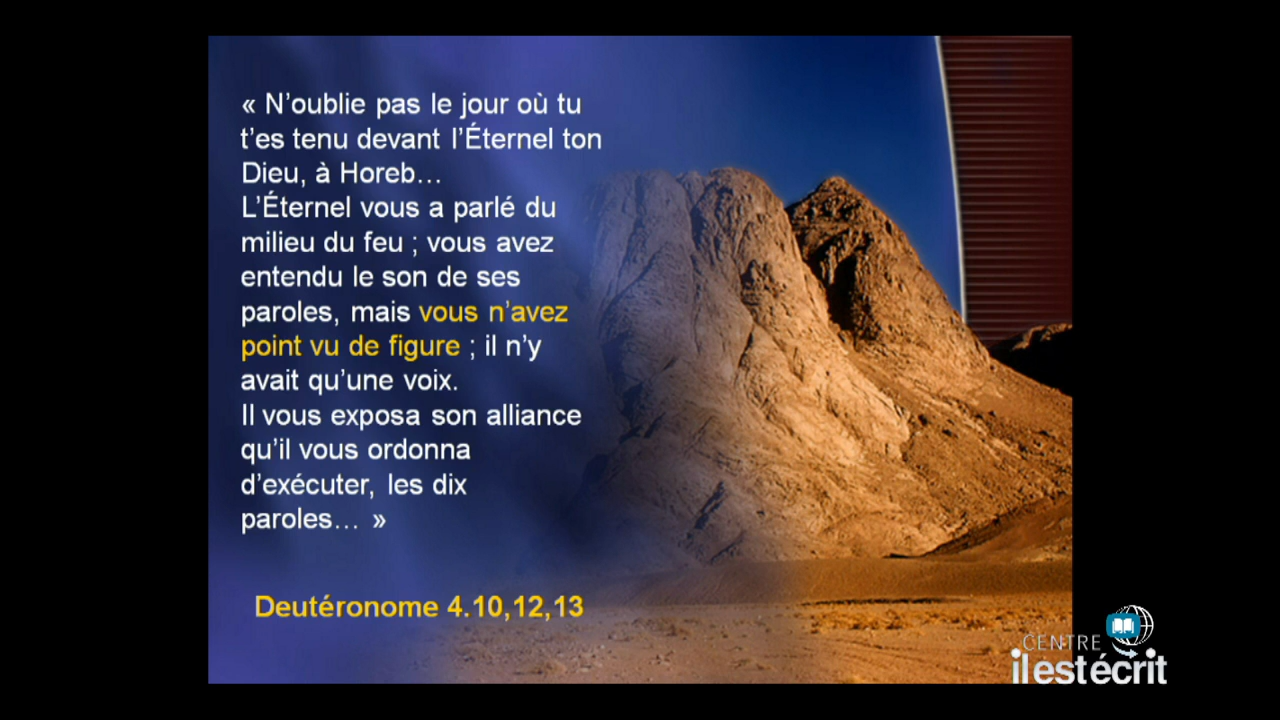 « N’oublie pas le jour où tu
t’es tenu devant l’Éternel ton
Dieu, à Horeb…
L’Éternel vous a parlé du
milieu du feu ; vous avez
entendu le son de ses
paroles, mais vous n’avez
point vu de figure ; il n’y
avait qu’une voix.
Il vous exposa son alliance
qu’il vous ordonna
d’exécuter, les dix
paroles… »
Deutéronome 4.10,12,13
CENTRE
il est écrit